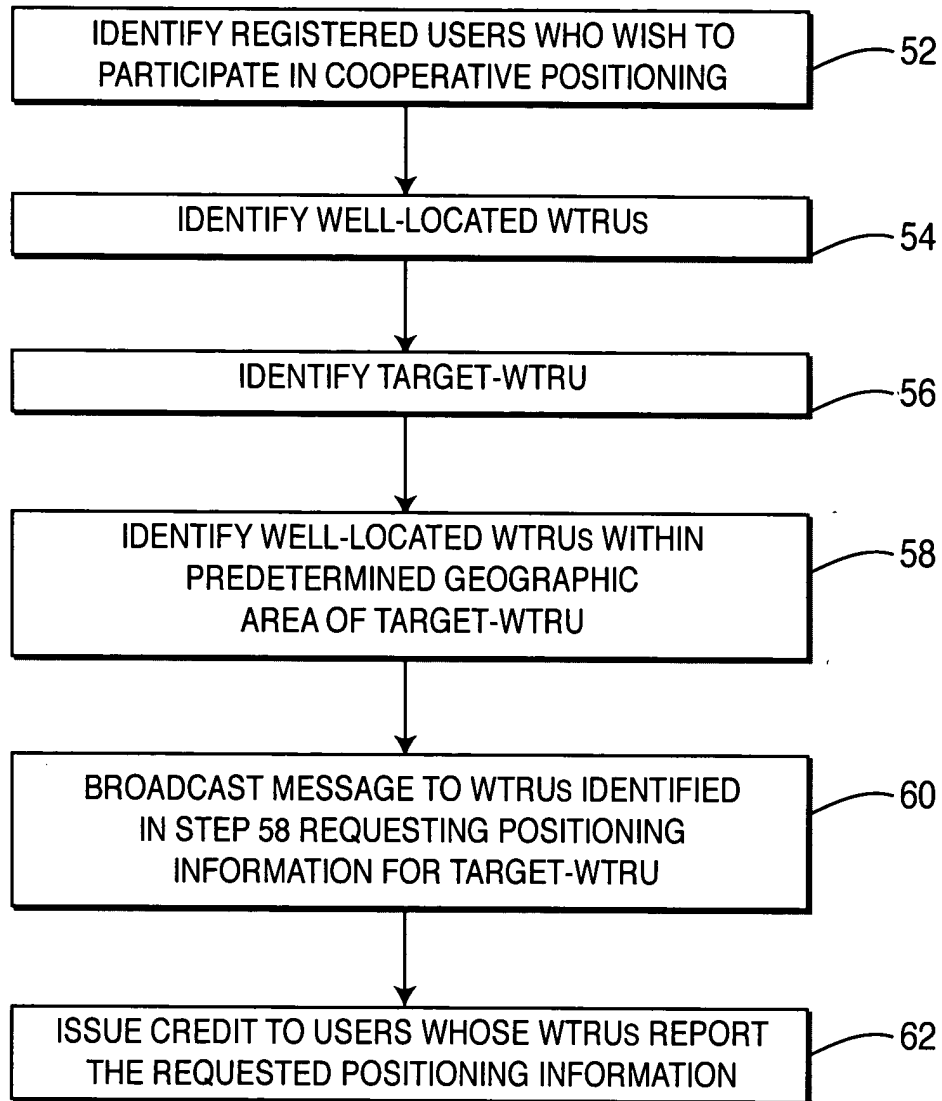 IDENTIFY REGISTERED USERS WHO WISH TO
PARTICIPATE IN COOPERATIVE POSITIONING
52
IDENTIFY WELL-LOCATED WTRUs
54
IDENTIFY TARGET-WTRU
56
IDENTIFY WELL-LOCATED WTRUs WITHIN
PREDETERMINED GEOGRAPHIC
AREA OF TARGET-WTRU
58
BROADCAST MESSAGE TO WTRUs IDENTIFIED
IN STEP 58 REQUESTING POSITIONING
INFORMATION FOR TARGET-WTRU
60
ISSUE CREDIT TO USERS WHOSE WTRUs REPORT
THE REQUESTED POSITIONING INFORMATION
62